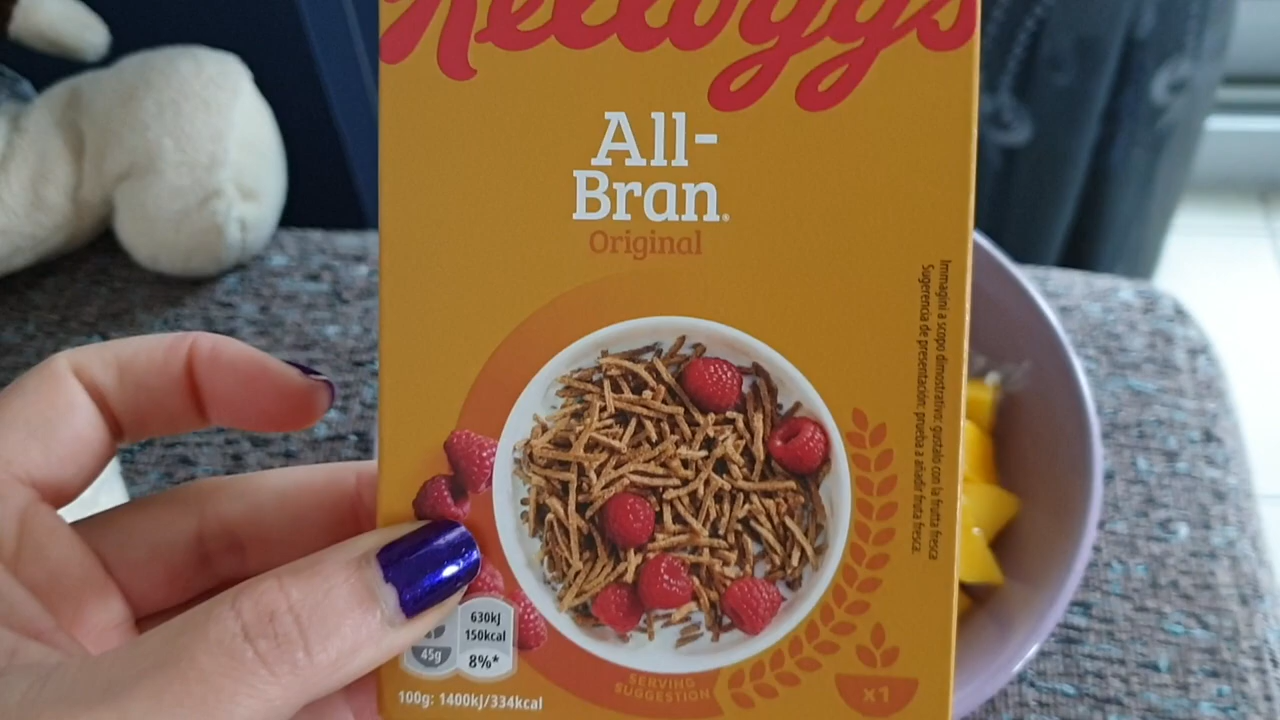 Kellogg's
All-
Bran®
Original
Immagini a scopo dimostrativo: gustalo con la frutta fresca
Sugerencia de presentación: prueba a añadir fruta fresca.
630kj
150kcal
45g
8%*
100g: 1400kj/334kcal
SERVING
SUGGESTION
x1